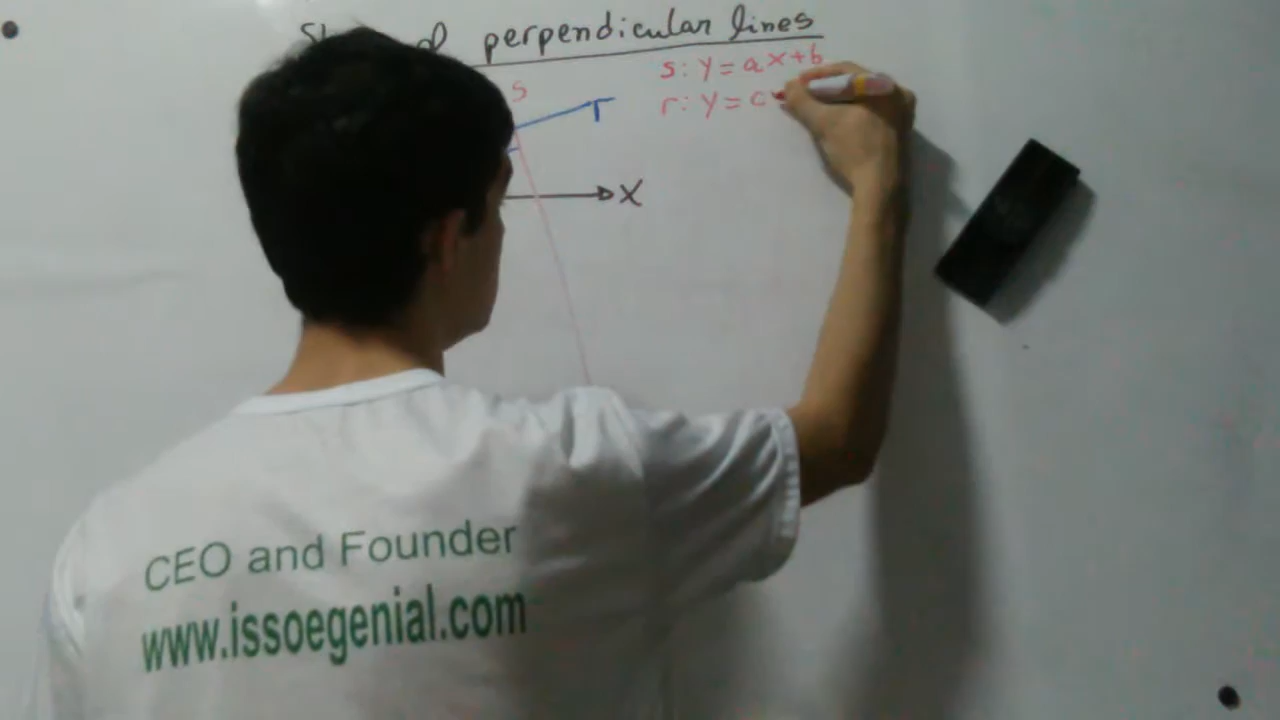 perpendicular lines
s: y = ax+b
r: y = c
s
r
X
CEO and Founder
www.issoegenial.com